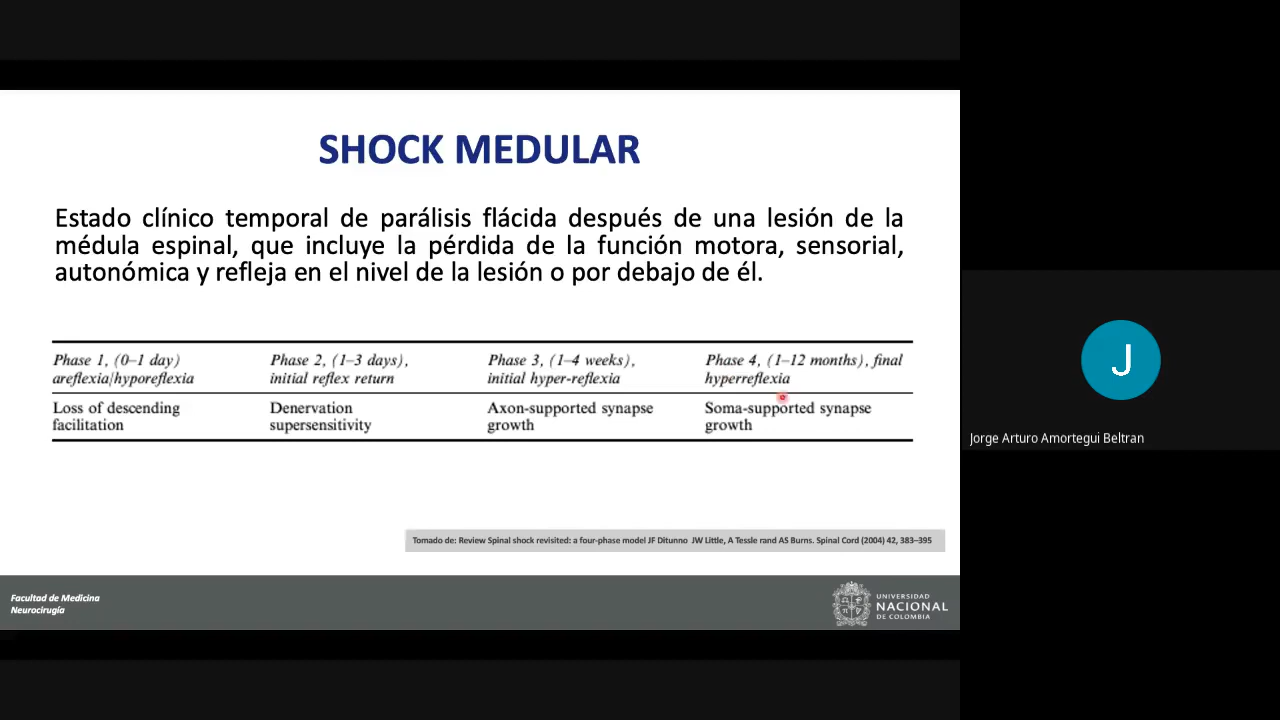 SHOCK MEDULAR
Estado clínico temporal de parálisis flácida después de una lesión de la
médula espinal, que incluye la pérdida de la función motora, sensorial,
autonómica y refleja en el nivel de la lesión o por debajo de él.
Phase 1, (0–1 day)
areflexia/hyporeflexia
Phase 2, (1–3 days),
initial reflex return
Phase 3, (1–4 weeks),
initial hyper-reflexia
Phase 4, (1–12 months), final
hyperreflexia
Loss of descending
facilitation
Denervation
supersensitivity
Axon-supported synapse
growth
Soma-supported synapse
growth
Tomado de: Review Spinal shock revisited: a four-phase model JF Ditunno JW Little, A Tessle rand AS Burns. Spinal Cord (2004) 42, 383–395
Facultad de Medicina
Neurocirugía
UNIVERSIDAD
NACIONAL
DE COLOMBIA
J
Jorge Arturo Amortegui Beltran